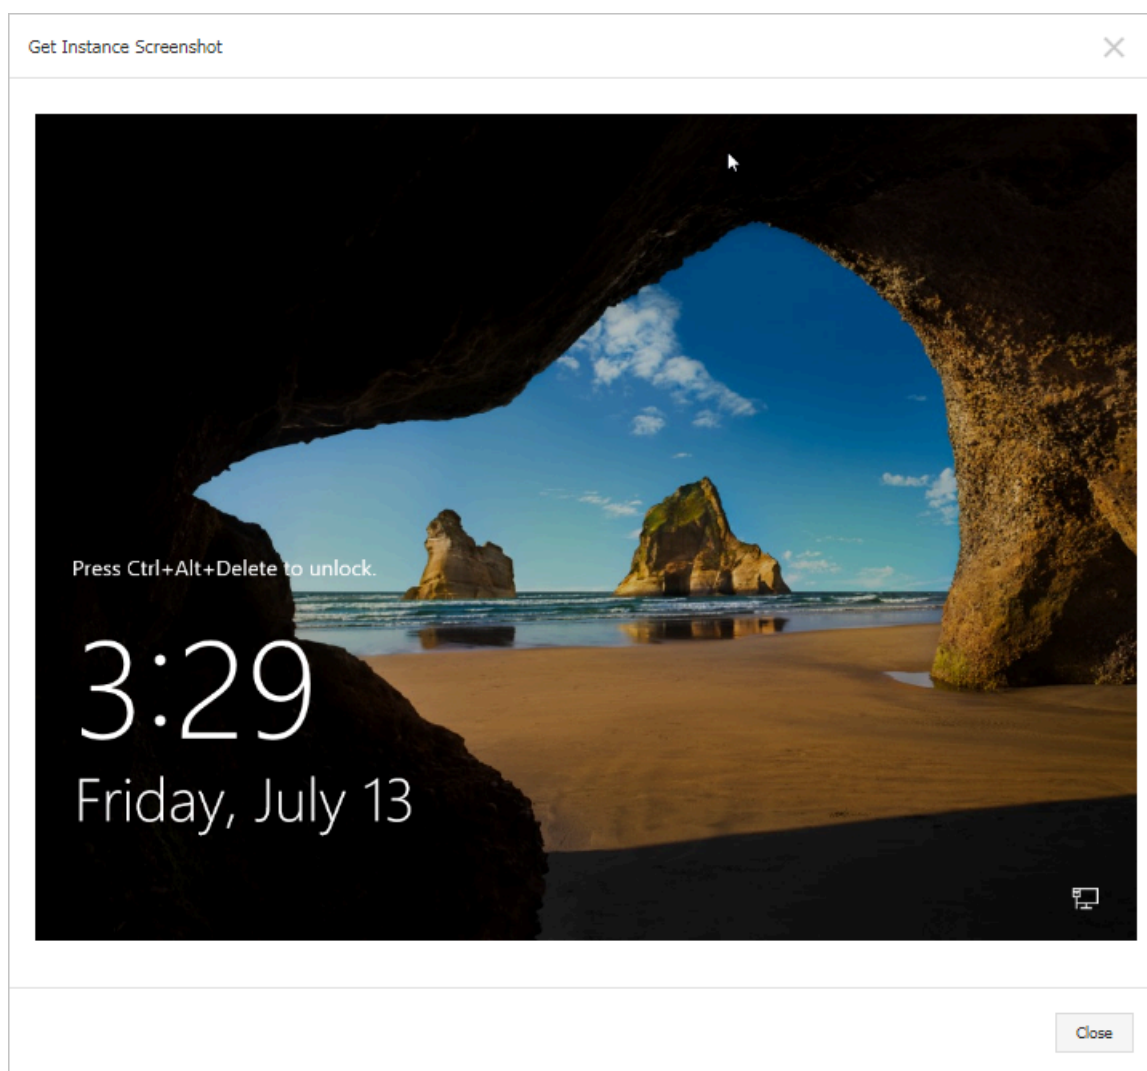 Get Instance Screenshot
Press Ctrl+Alt+Delete to unlock.
3:29
Friday, July 13
Close